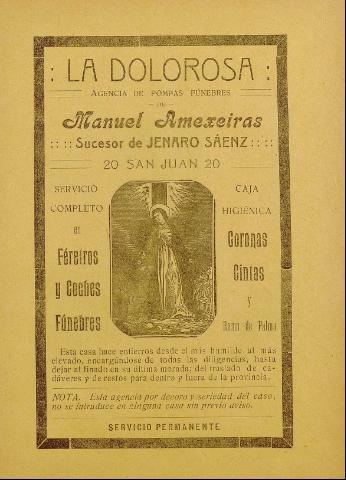 : LA DOLOROSA :
AGENCIA DE POMPAS FÚNEBRES
— DE —
Manuel Amexeiras
:: :: Sucesor de JENARO SÁENZ :: ::
20 SAN JUAN 20
SERVICIO
COMPLETO
en
Féretros
y Coches
Fúnebres
CAJA
HIGIÉNICA
Coronas
Cintas
y
Ramo de Palma
Esta casa hace entierros desde el más humilde al más
elevado, encargándose de todas las diligencias, hasta
dejar al finado en su última morada; del traslado de ca-
dáveres y de restos para dentro y fuera de la provincia.
NOTA. - Esta agencia por decoro y seriedad del caso,
no se introduce en ninguna casa sin previo aviso.
SERVICIO PERMANENTE